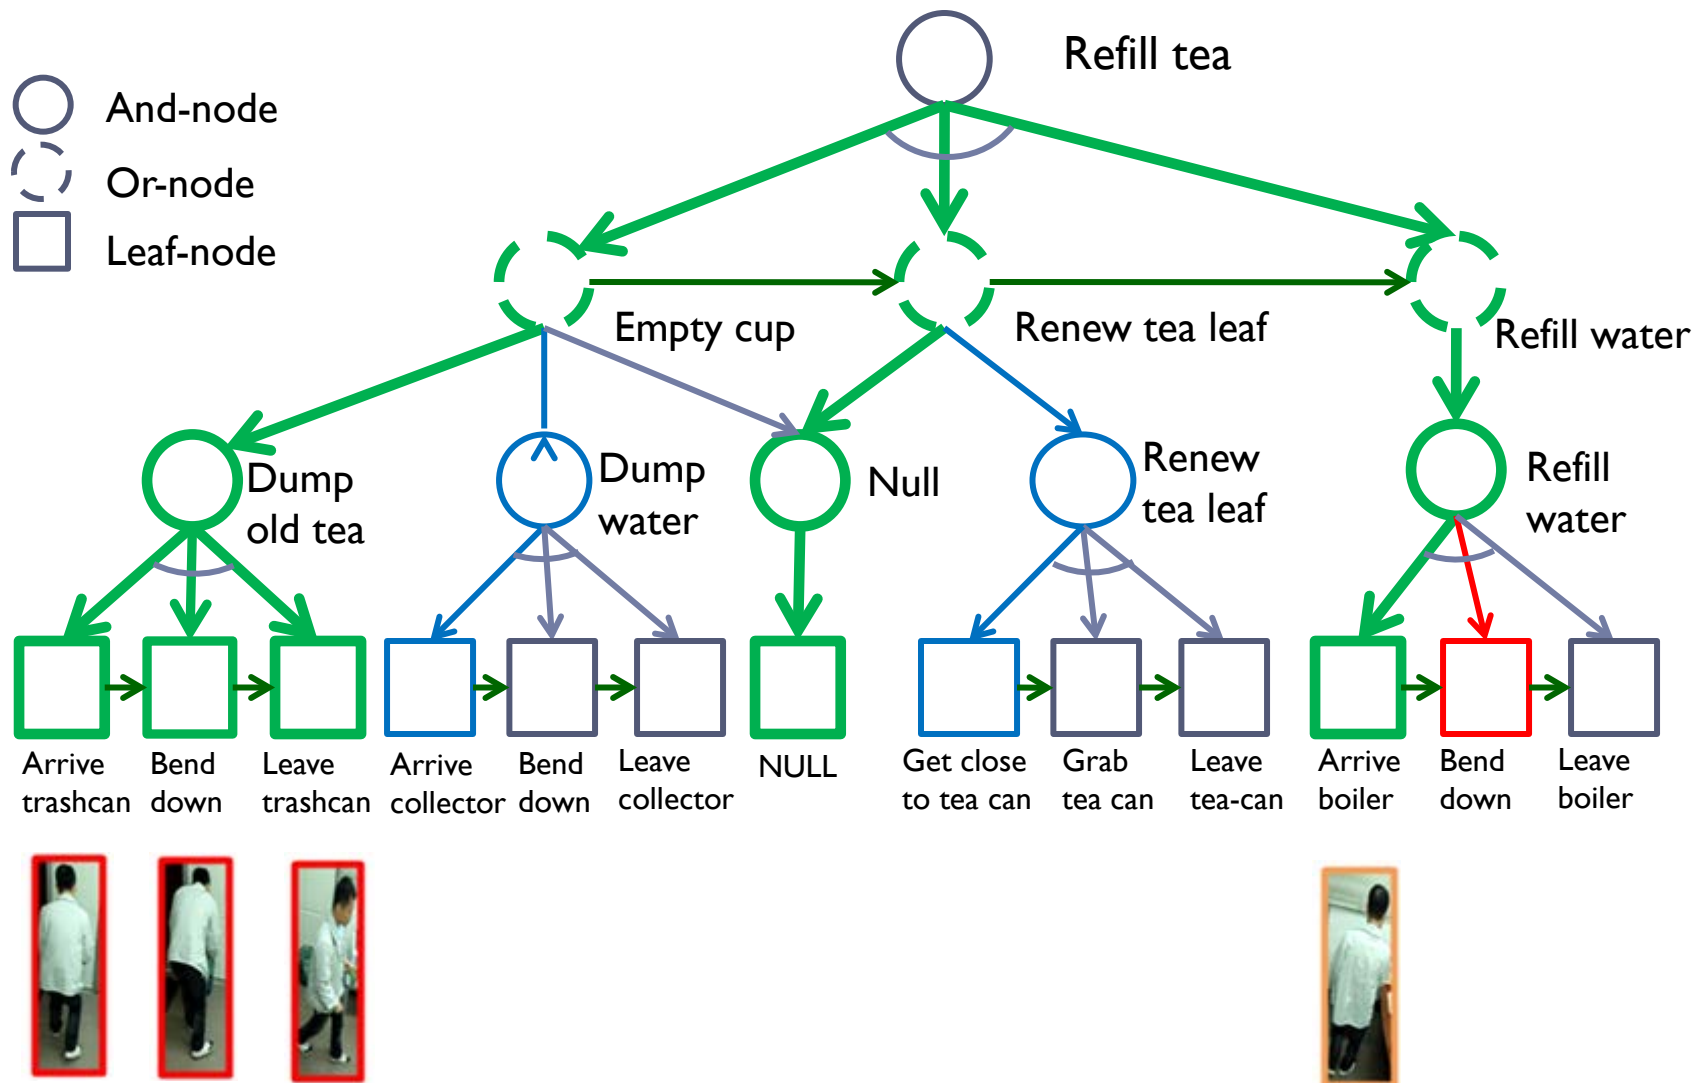 Refill tea
And-node
Or-node
Leaf-node
Empty cup
Renew tea leaf
Refill water
Dump
old tea
Dump
water
Null
Renew
tea leaf
Refill
water
Arrive
trashcan
Bend
down
Leave
trashcan
Arrive
collector
Bend
down
Leave
collector
NULL
Get close
to tea can
Grab
tea can
Leave
tea-can
Arrive
boiler
Bend
down
Leave
boiler